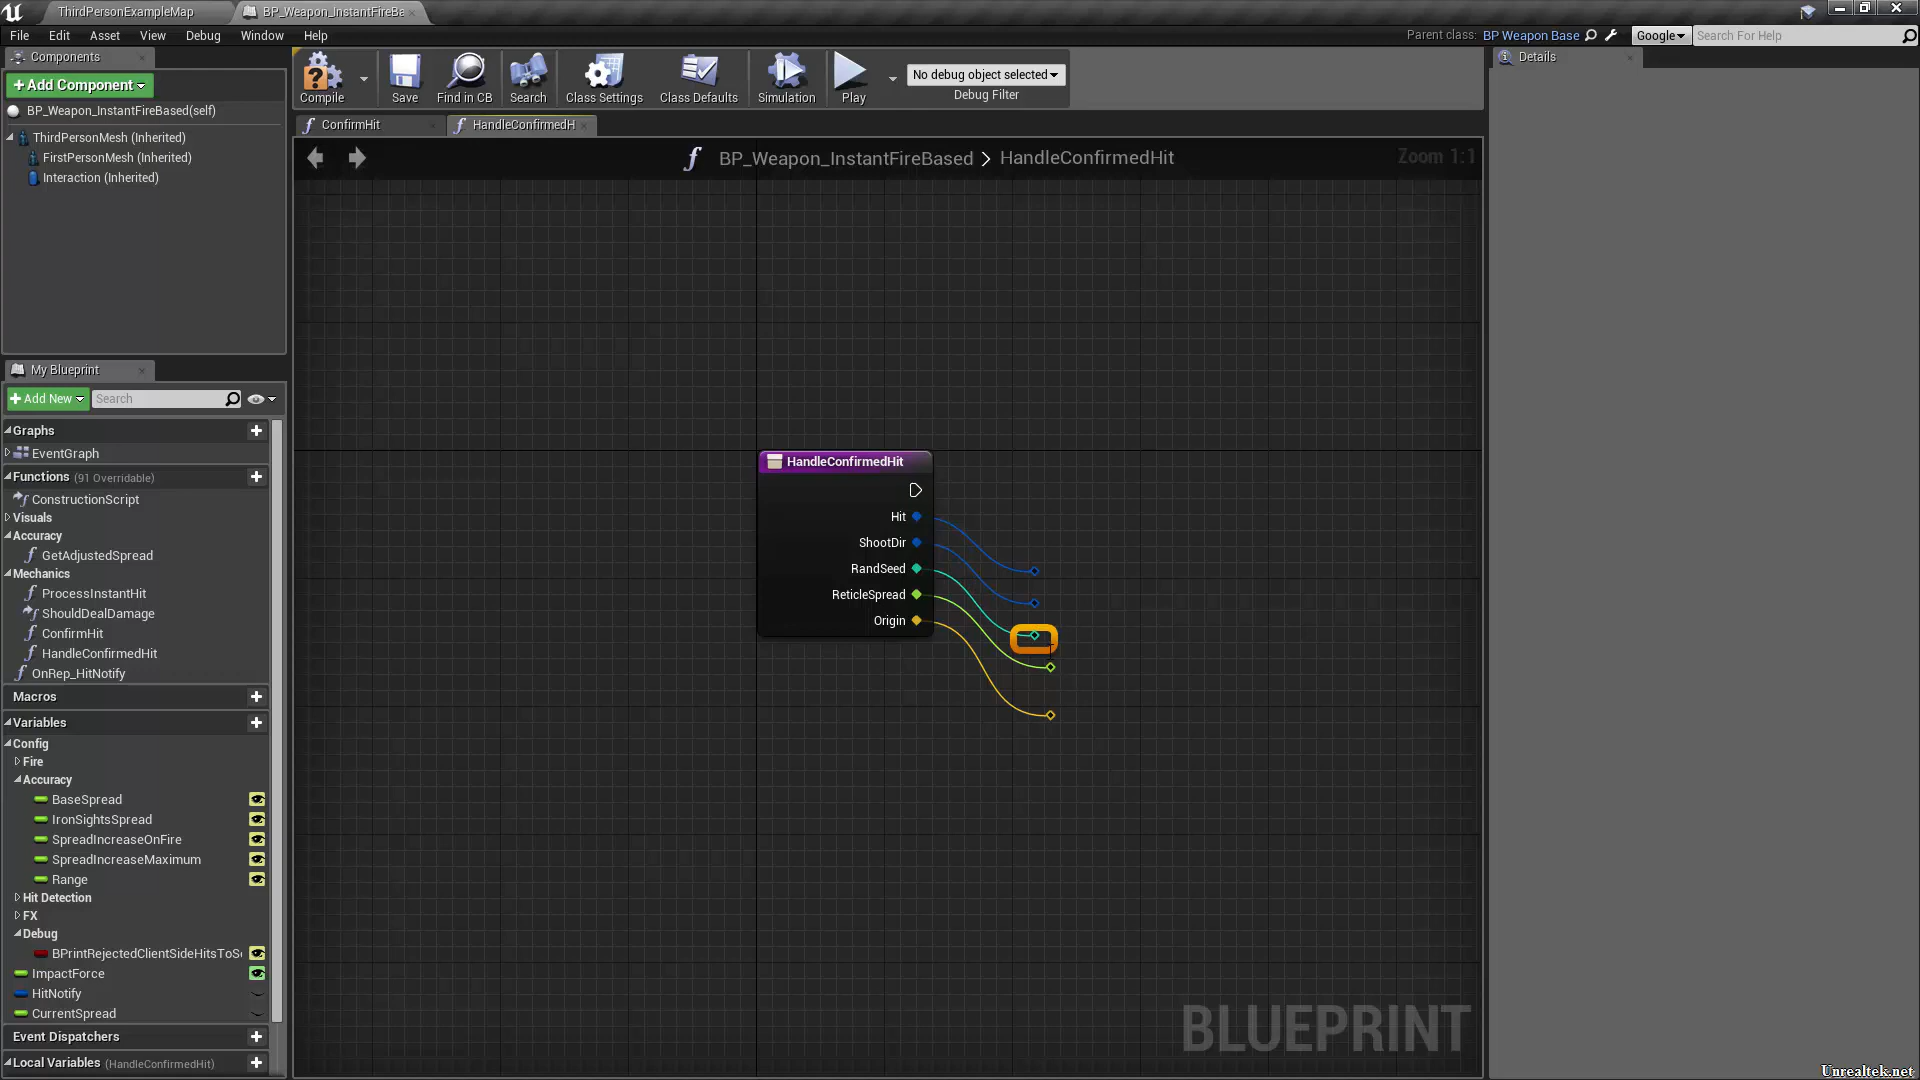 ThirdPersonExampleMap
BP_Weapon_InstantFireBa
File Edit Asset View Debug Window Help
Parent class: BP Weapon Base
Google
Search For Help
Components
Details
Add Component
Compile
Save
Find in CB
Search
Class Settings
Class Defaults
Simulation
Play
No debug object selected
Debug Filter
BP_Weapon_InstantFireBased(self)
ThirdPersonMesh (Inherited)
FirstPersonMesh (Inherited)
Interaction (Inherited)
ConfirmHit
HandleConfirmedH
BP_Weapon_InstantFireBased > HandleConfirmedHit
Zoom 1:1
My Blueprint
Add New
Search
Graphs
EventGraph
Functions (91 Overridable)
ConstructionScript
Visuals
Accuracy
GetAdjustedSpread
Mechanics
ProcessInstantHit
ShouldDealDamage
ConfirmHit
HandleConfirmedHit
OnRep_HitNotify
Macros
Variables
Config
Fire
Accuracy
BaseSpread
IronSightsSpread
SpreadIncreaseOnFire
SpreadIncreaseMaximum
Range
Hit Detection
FX
Debug
BPrintRejectedClientSideHitsToS
ImpactForce
HitNotify
CurrentSpread
Event Dispatchers
Local Variables (HandleConfirmedHit)
HandleConfirmedHit
Hit
ShootDir
RandSeed
ReticleSpread
Origin
BLUEPRINT
Unrealtek.net